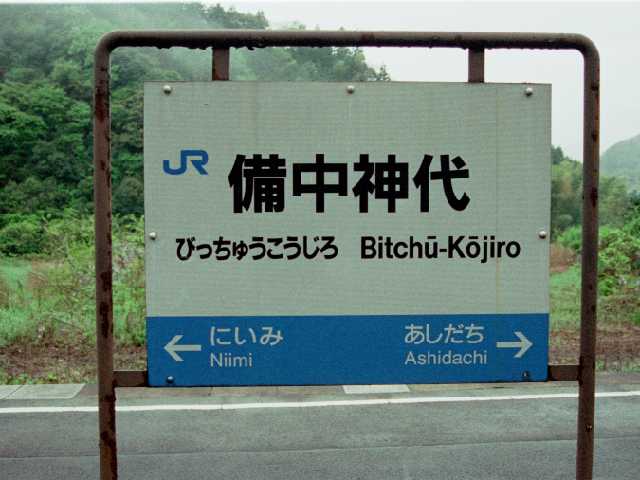 JR 備中神代
びっちゅうこうじろ Bitchū-Kōjiro
← にいみ あしだち →
Niimi Ashidachi